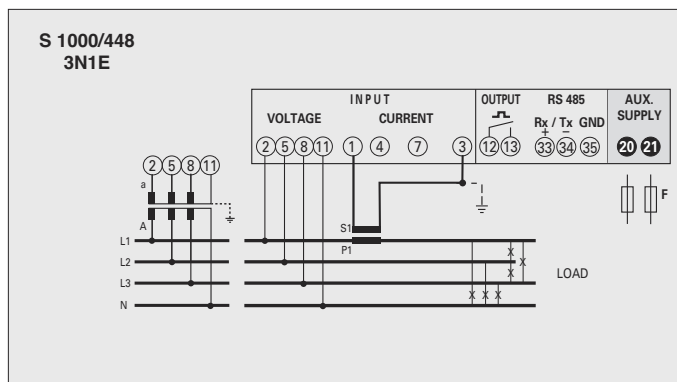 S 1000/448
3N1E
INPUT
OUTPUT
RS 485
AUX.
SUPPLY
VOLTAGE
CURRENT
Rx / Tx GND
+ −
2 5 8 11 1 4 7 3 12 13 33 34 35 20 21
2 5 8 11
a
A
F
S1
P1
L1
L2
L3
N
LOAD
X
X X
X
X X X